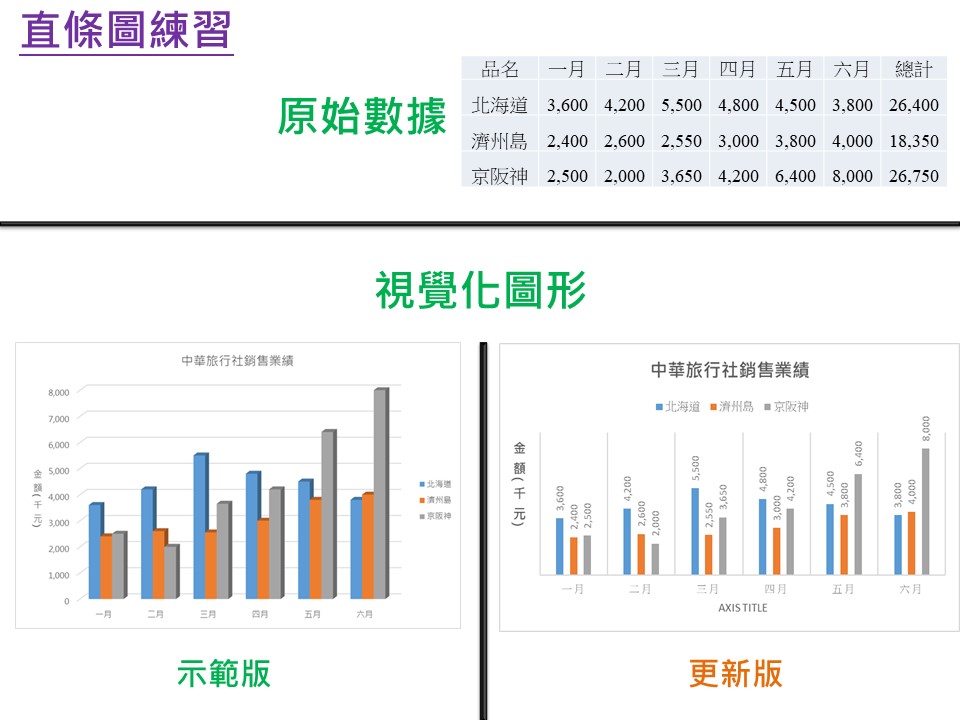 直條圖練習
原始數據
品名 一月 二月 三月 四月 五月 六月 總計
北海道 3,600 4,200 5,500 4,800 4,500 3,800 26,400
濟州島 2,400 2,600 2,550 3,000 3,800 4,000 18,350
京阪神 2,500 2,000 3,650 4,200 6,400 8,000 26,750
視覺化圖形
中華旅行社銷售業績
8,000
7,000
6,000
5,000
4,000
3,000
2,000
1,000
0
金額(千元)
一月 二月 三月 四月 五月 六月
北海道
濟州島
京阪神
示範版
中華旅行社銷售業績
北海道 濟州島 京阪神
金額(千元)
3,600 2,400 2,500 4,200 2,600 2,000 5,500 2,550 3,650 4,800 3,000 4,200 4,500 3,800 6,400 3,800 4,000 8,000
一月 二月 三月 四月 五月 六月
AXIS TITLE
更新版